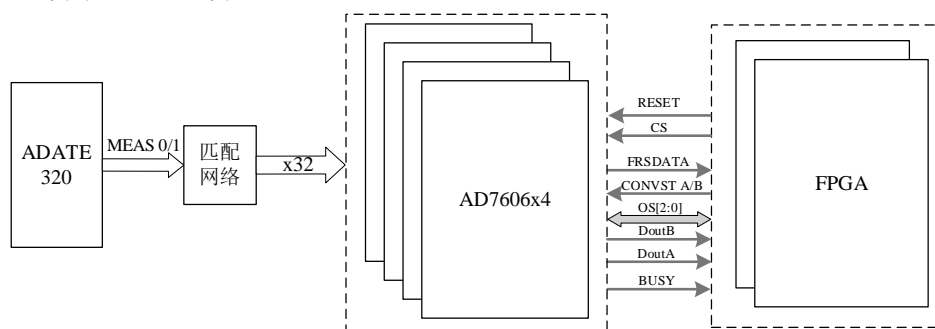 ADATE
320
MEAS 0/1
匹配
网络
x32
AD7606x4
RESET
CS
FRSDATA
CONVST A/B
OS[2:0]
DoutB
DoutA
BUSY
FPGA